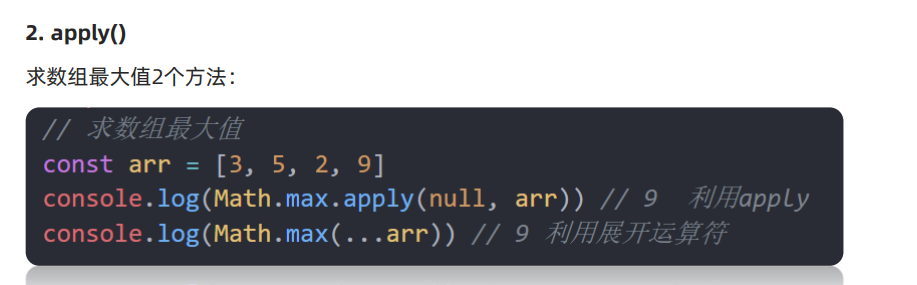 2. apply()
求数组最大值2个方法：
// 求数组最大值
const arr = [3, 5, 2, 9]
console.log(Math.max.apply(null, arr)) // 9  利用apply
console.log(Math.max(...arr)) // 9 利用展开运算符